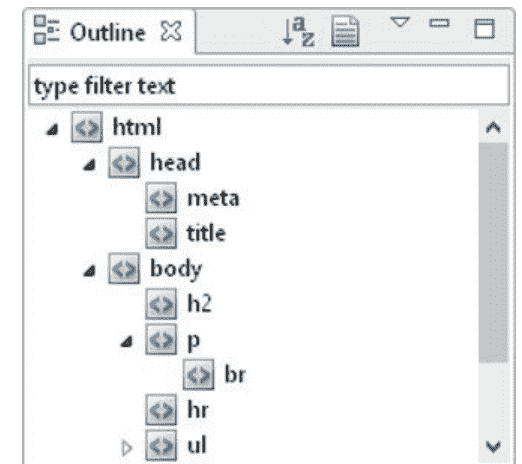 Outline
type filter text
html
head
meta
title
body
h2
p
br
hr
ul